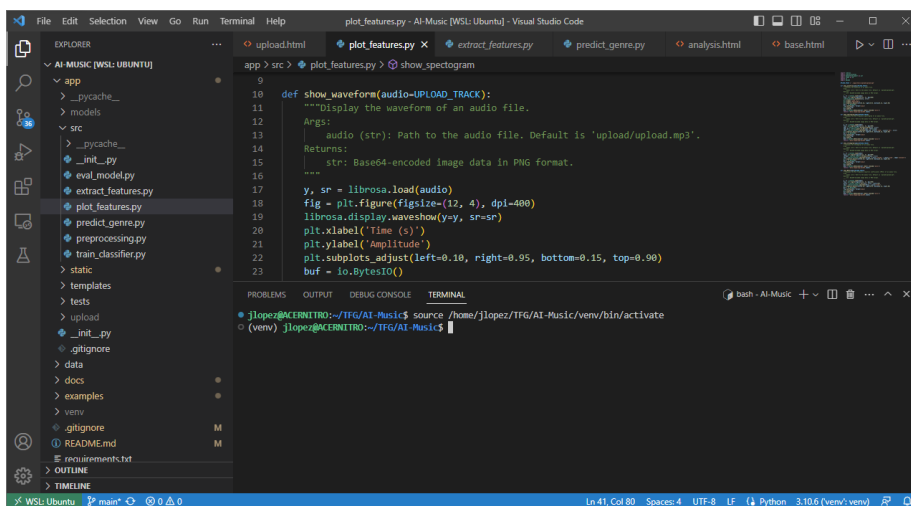 File Edit Selection View Go Run Terminal Help plot_features.py - AI-Music [WSL: Ubuntu] - Visual Studio Code
EXPLORER
AI-MUSIC [WSL: UBUNTU]
app
__pycache__
models
src
__pycache__
__init__.py
eval_model.py
extract_features.py
plot_features.py
predict_genre.py
preprocessing.py
train_classifier.py
static
templates
tests
upload
__init__.py
.gitignore
data
docs
examples
venv
.gitignore M
README.md M
requirements.txt
OUTLINE
TIMELINE
36
upload.html plot_features.py extract_features.py predict_genre.py analysis.html base.html
app > src > plot_features.py > show_spectogram
9
10 def show_waveform(audio=UPLOAD_TRACK):
11 """Display the waveform of an audio file.
12 Args:
13 audio (str): Path to the audio file. Default is 'upload/upload.mp3'.
14 Returns:
15 str: Base64-encoded image data in PNG format.
16 """
17 y, sr = librosa.load(audio)
18 fig = plt.figure(figsize=(12, 4), dpi=400)
19 librosa.display.waveshow(y=y, sr=sr)
20 plt.xlabel('Time (s)')
21 plt.ylabel('Amplitude')
22 plt.subplots_adjust(left=0.10, right=0.95, bottom=0.15, top=0.90)
23 buf = io.BytesIO()
PROBLEMS OUTPUT DEBUG CONSOLE TERMINAL bash - AI-Music
jlopez@ACERNITRO:~/TFG/AI-Music$ source /home/jlopez/TFG/AI-Music/venv/bin/activate
(venv) jlopez@ACERNITRO:~/TFG/AI-Music$
WSL: Ubuntu main* 0 0 Ln 41, Col 80 Spaces: 4 UTF-8 LF Python 3.10.6 ('venv': venv)